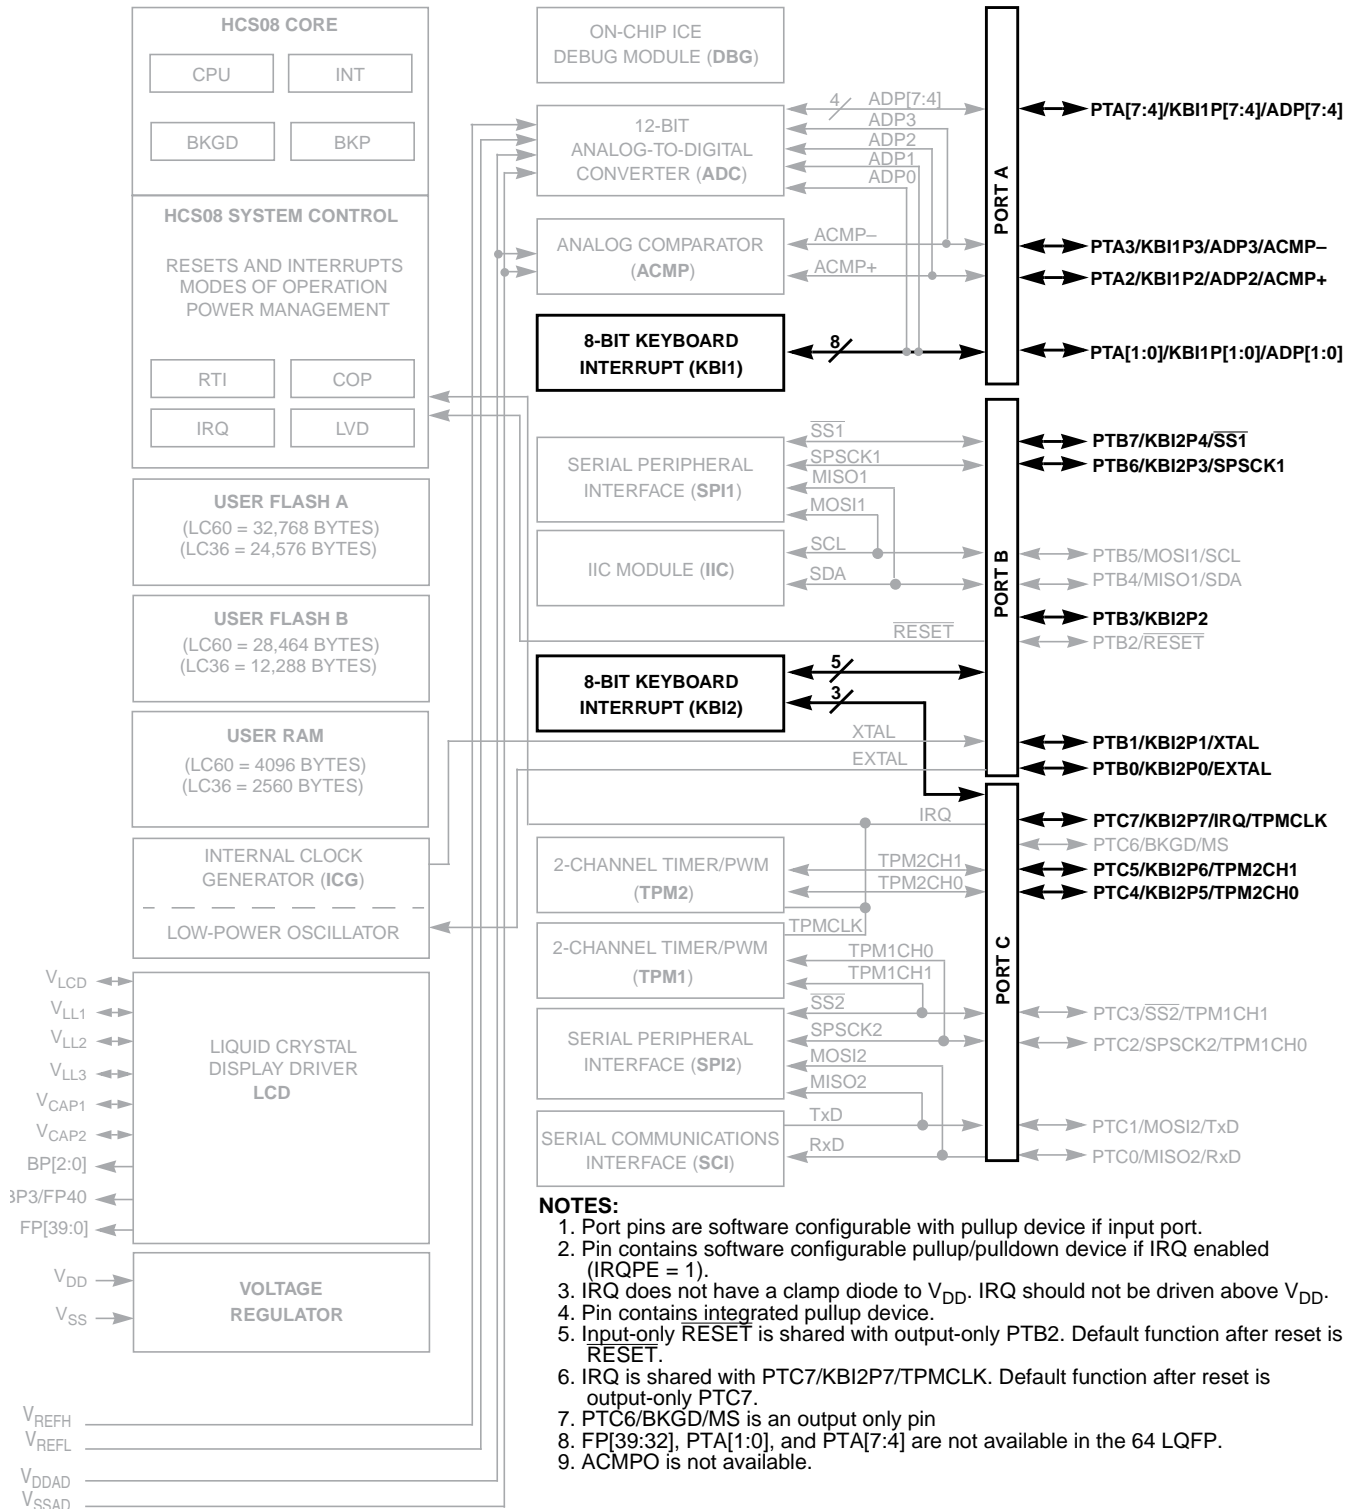 HCS08 CORE
CPU
INT
BKGD
BKP
HCS08 SYSTEM CONTROL
RESETS AND INTERRUPTS
MODES OF OPERATION
POWER MANAGEMENT
RTI
COP
IRQ
LVD
USER FLASH A
(LC60 = 32,768 BYTES)
(LC36 = 24,576 BYTES)
USER FLASH B
(LC60 = 28,464 BYTES)
(LC36 = 12,288 BYTES)
USER RAM
(LC60 = 4096 BYTES)
(LC36 = 2560 BYTES)
INTERNAL CLOCK
GENERATOR (ICG)
LOW-POWER OSCILLATOR
LIQUID CRYSTAL
DISPLAY DRIVER
LCD
VOLTAGE
REGULATOR
VLCD
VLL1
VLL2
VLL3
VCAP1
VCAP2
BP[2:0]
BP3/FP40
FP[39:0]
VDD
VSS
VREFH
VREFL
VDDAD
VSSAD
ON-CHIP ICE
DEBUG MODULE (DBG)
12-BIT
ANALOG-TO-DIGITAL
CONVERTER (ADC)
4
ADP[7:4]
ADP3
ADP2
ADP1
ADP0
ANALOG COMPARATOR
(ACMP)
ACMP–
ACMP+
8-BIT KEYBOARD
INTERRUPT (KBI1)
8
SERIAL PERIPHERAL
INTERFACE (SPI1)
SS1
SPSCK1
MISO1
MOSI1
IIC MODULE (IIC)
SCL
SDA
RESET
8-BIT KEYBOARD
INTERRUPT (KBI2)
5
3
XTAL
EXTAL
IRQ
2-CHANNEL TIMER/PWM
(TPM2)
TPM2CH1
TPM2CH0
TPMCLK
2-CHANNEL TIMER/PWM
(TPM1)
TPM1CH0
TPM1CH1
SERIAL PERIPHERAL
INTERFACE (SPI2)
SS2
SPSCK2
MOSI2
MISO2
SERIAL COMMUNICATIONS
INTERFACE (SCI)
TxD
RxD
PORT A
PTA[7:4]/KBI1P[7:4]/ADP[7:4]
PTA3/KBI1P3/ADP3/ACMP–
PTA2/KBI1P2/ADP2/ACMP+
PTA[1:0]/KBI1P[1:0]/ADP[1:0]
PORT B
PTB7/KBI2P4/SS1
PTB6/KBI2P3/SPSCK1
PTB5/MOSI1/SCL
PTB4/MISO1/SDA
PTB3/KBI2P2
PTB2/RESET
PTB1/KBI2P1/XTAL
PTB0/KBI2P0/EXTAL
PORT C
PTC7/KBI2P7/IRQ/TPMCLK
PTC6/BKGD/MS
PTC5/KBI2P6/TPM2CH1
PTC4/KBI2P5/TPM2CH0
PTC3/SS2/TPM1CH1
PTC2/SPSCK2/TPM1CH0
PTC1/MOSI2/TxD
PTC0/MISO2/RxD
NOTES:
1. Port pins are software configurable with pullup device if input port.
2. Pin contains software configurable pullup/pulldown device if IRQ enabled
(IRQPE = 1).
3. IRQ does not have a clamp diode to VDD. IRQ should not be driven above VDD.
4. Pin contains integrated pullup device.
5. Input-only RESET is shared with output-only PTB2. Default function after reset is
RESET.
6. IRQ is shared with PTC7/KBI2P7/TPMCLK. Default function after reset is
output-only PTC7.
7. PTC6/BKGD/MS is an output only pin
8. FP[39:32], PTA[1:0], and PTA[7:4] are not available in the 64 LQFP.
9. ACMPO is not available.